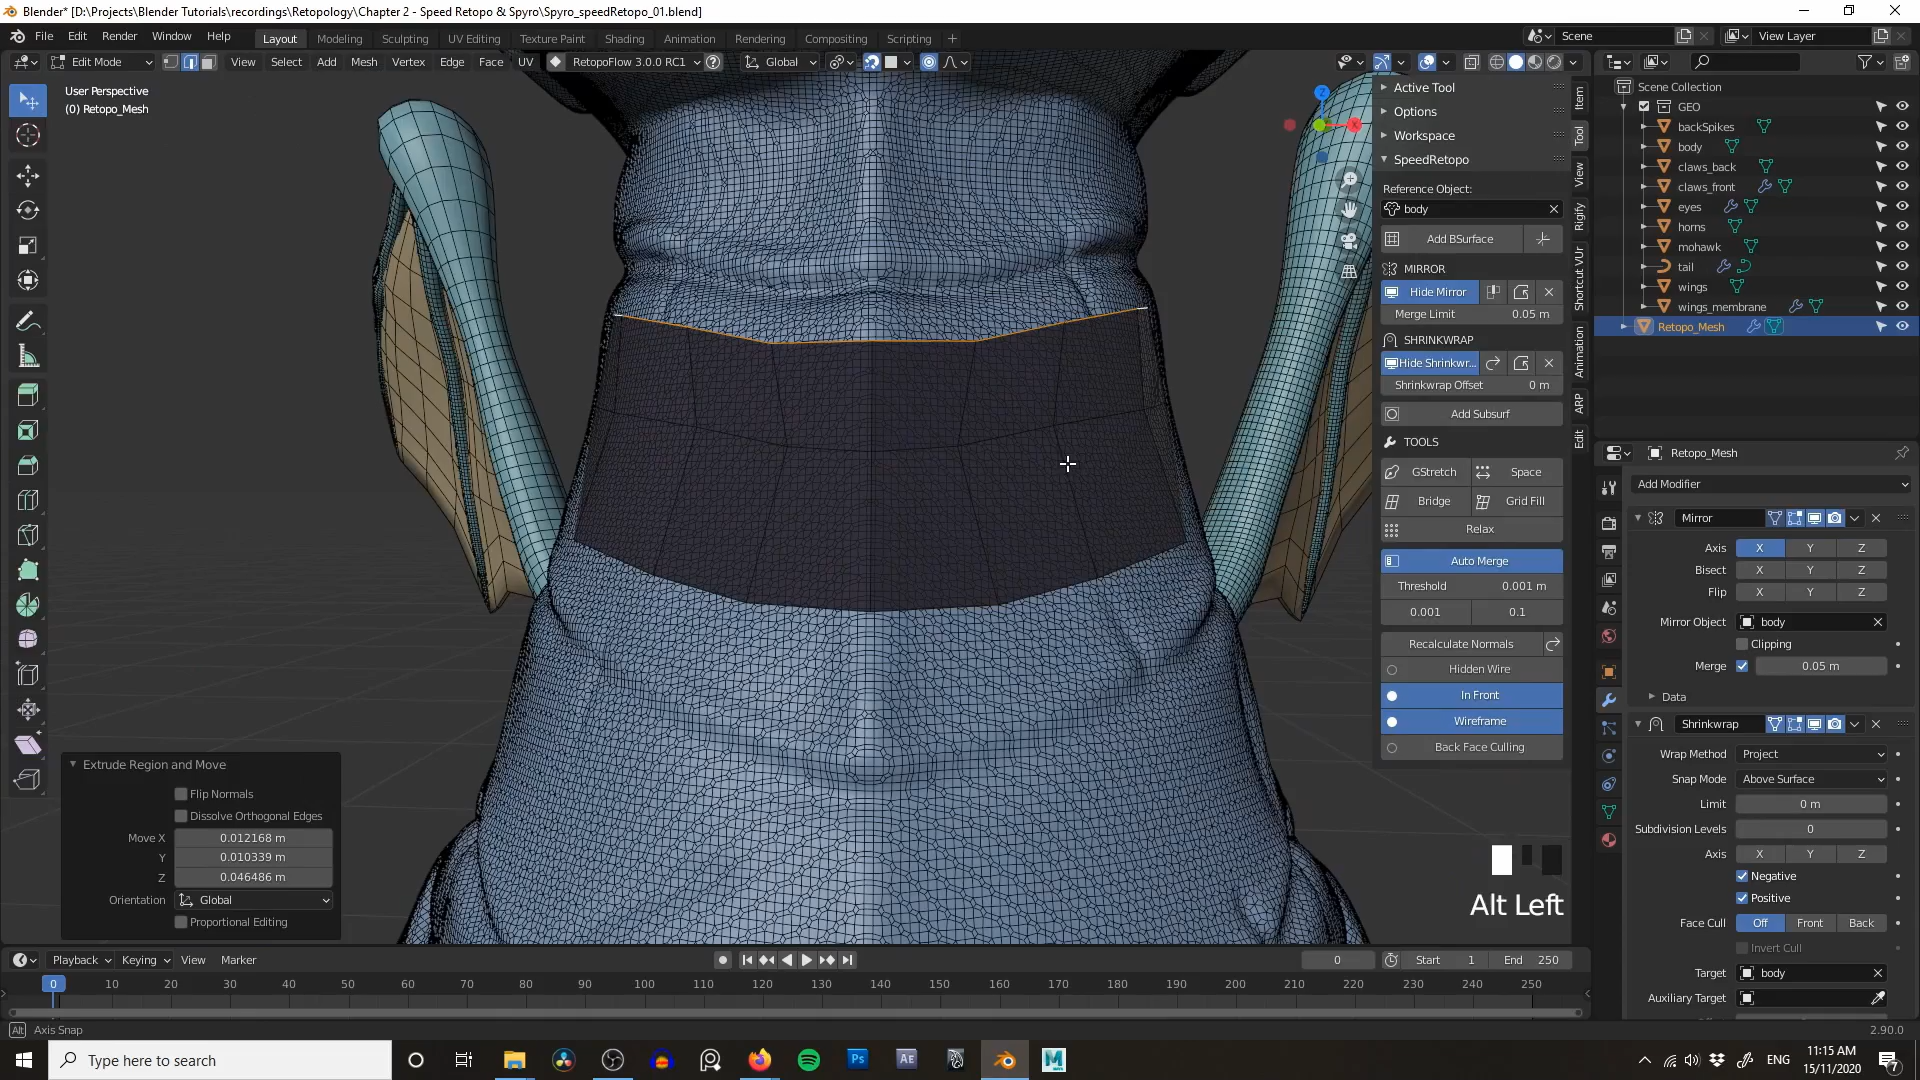 Blender* [D:\Projects\Blender Tutorials\recordings\Retopology\Chapter 2 - Speed Retopo & Spyro\Spyro_speedRetopo_01.blend]
File Edit Render Window Help Layout Modeling Sculpting UV Editing Texture Paint Shading Animation Rendering Compositing Scripting Scene View Layer
Edit Mode View Select Add Mesh Vertex Edge Face UV RetopoFlow 3.0.0 RC1 Global
User Perspective
(0) Retopo_Mesh
Active Tool
Options
Workspace
SpeedRetopo
Reference Object:
body
Add BSurface
MIRROR
Hide Mirror
Merge Limit 0.05 m
SHRINKWRAP
Hide Shrinkwr...
Shrinkwrap Offset 0 m
Add Subsurf
TOOLS
GStretch Space
Bridge Grid Fill
Relax
Auto Merge
Threshold 0.001 m
0.001 0.1
Recalculate Normals
Hidden Wire
In Front
Wireframe
Back Face Culling
Item
Tool
View
Rigify
Shortcut VUr
Animation
ARP
Edit
Z
X
Alt Left
Scene Collection
GEO
backSpikes
body
claws_back
claws_front
eyes
horns
mohawk
tail
wings
wings_membrane
Retopo_Mesh
Retopo_Mesh
Add Modifier
Mirror
Axis X Y Z
Bisect X Y Z
Flip X Y Z
Mirror Object body
Clipping
Merge 0.05 m
Data
Shrinkwrap
Wrap Method Project
Snap Mode Above Surface
Limit 0 m
Subdivision Levels 0
Axis X Y Z
Negative
Positive
Face Cull Off Front Back
Invert Cull
Target body
Auxiliary Target
Extrude Region and Move
Flip Normals
Dissolve Orthogonal Edges
Move X 0.012168 m
Y 0.010339 m
Z 0.046486 m
Orientation Global
Proportional Editing
Playback Keying View Marker 0 Start 1 End 250
0 10 20 30 40 50 60 70 80 90 100 110 120 130 140 150 160 170 180 190 200 210 220 230 240 250
Alt Axis Snap 2.90.0
Type here to search
Ps
Ae
M
ENG
11:15 AM
15/11/2020
7